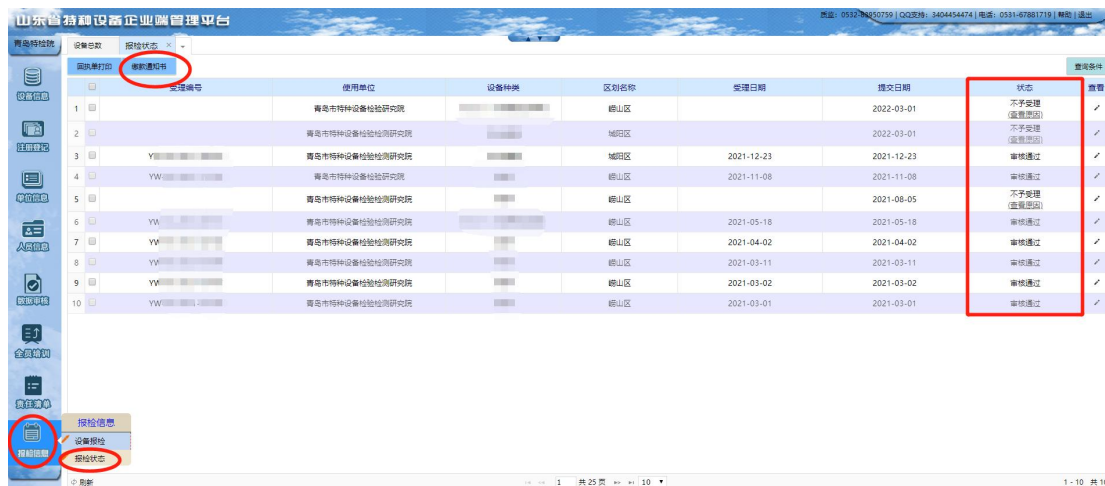 山东省特种设备企业端管理平台
质监：0532- 950759 | QQ支持：3404454474 | 电话：0531-67881719 | 帮助 | 退出
青岛特检院
设备总数 报检状态 ×
回执单打印 缴款通知书 查询条件
受理编号 使用单位 设备种类 区划名称 受理日期 提交日期 状态 查看
1 青岛市特种设备检验研究院 崂山区 2022-03-01 不予受理
(查看原因)
2 青岛市特种设备检验研究院 城阳区 2022-03-01 不予受理
(查看原因)
3 Y 青岛市特种设备检验检测研究院 城阳区 2021-12-23 2021-12-23 审核通过
4 YW 青岛市特种设备检验检测研究院 崂山区 2021-11-08 2021-11-08 审核通过
5 青岛市特种设备检验检测研究院 崂山区 2021-08-05 不予受理
(查看原因)
6 YW 青岛市特种设备检验检测研究院 崂山区 2021-05-18 2021-05-18 审核通过
7 YW 青岛市特种设备检验检测研究院 崂山区 2021-04-02 2021-04-02 审核通过
8 YW 青岛市特种设备检验检测研究院 崂山区 2021-03-11 2021-03-11 审核通过
9 YW 青岛市特种设备检验检测研究院 崂山区 2021-03-02 2021-03-02 审核通过
10 YW 青岛市特种设备检验检测研究院 崂山区 2021-03-01 2021-03-01 审核通过
设备信息
注册登记
单位信息
人员信息
数据审核
全员培训
责任清单
报检信息
报检信息
设备报检
报检状态
刷新 1 共 25 页 10 1 - 10 共